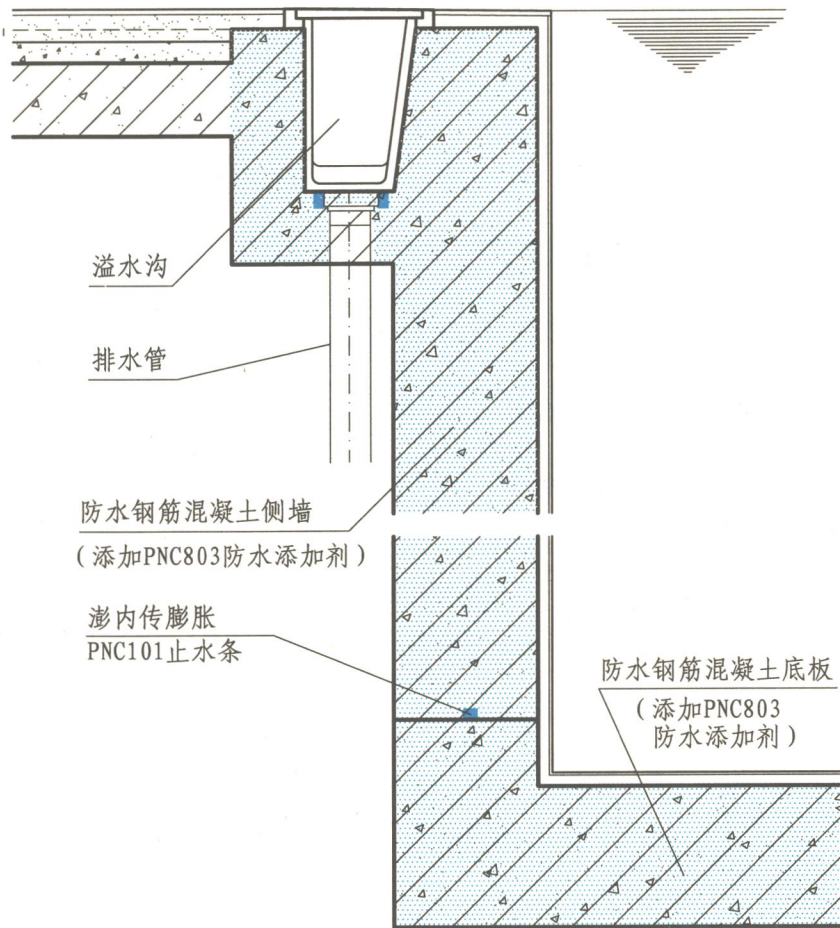 溢水沟
排水管
防水钢筋混凝土侧墙
（添加PNC803防水添加剂）
澎内传膨胀
PNC101止水条
防水钢筋混凝土底板
（添加PNC803
防水添加剂）